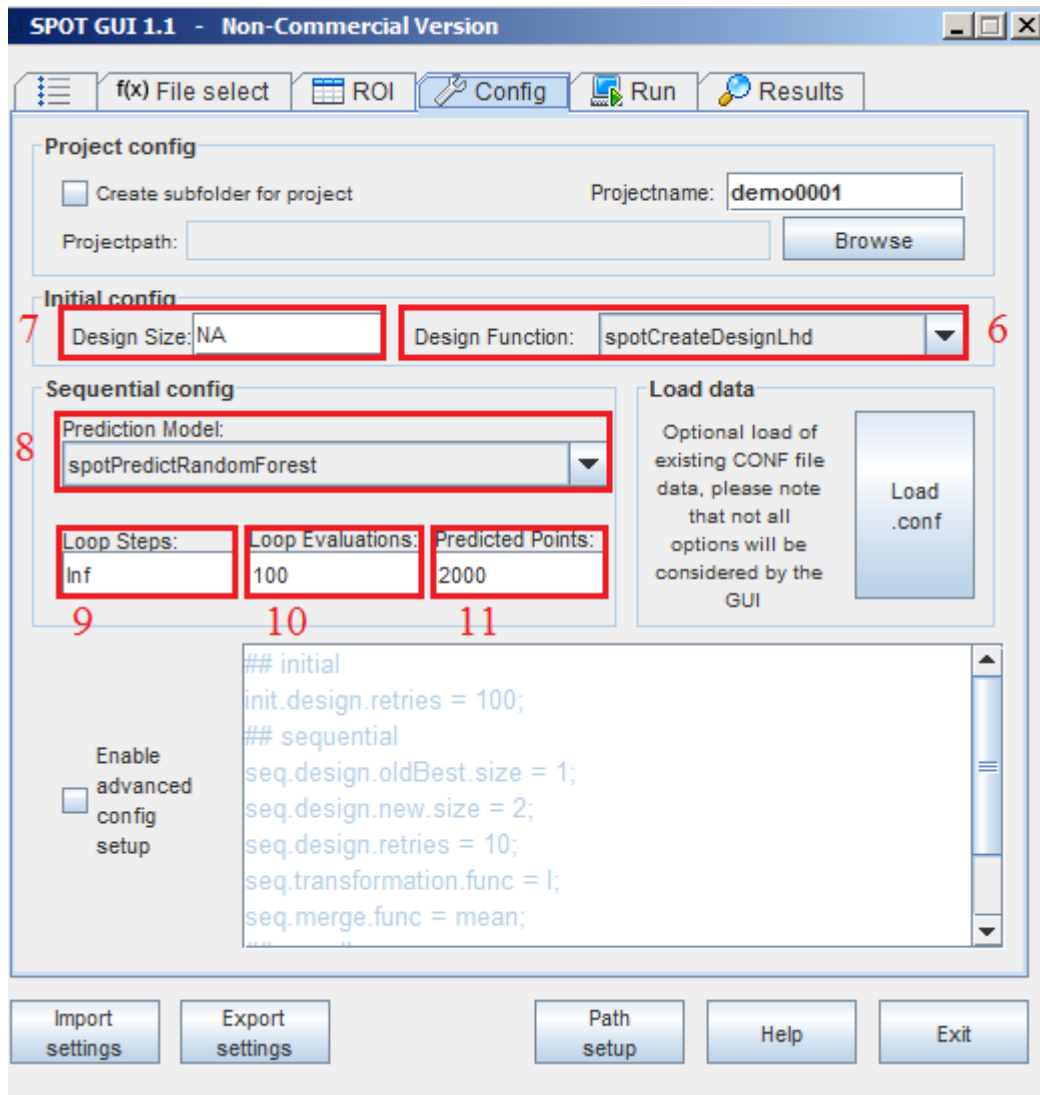 SPOT GUI 1.1 - Non-Commercial Version
f(x) File select ROI Config Run Results
Project config
Create subfolder for project
Projectname: demo0001
Projectpath:
Browse
Initial config
7
Design Size: NA
Design Function: spotCreateDesignLhd
6
Sequential config
8
Prediction Model:
spotPredictRandomForest
Loop Steps: Loop Evaluations: Predicted Points:
Inf 100 2000
9 10 11
Load data
Optional load of
existing CONF file
data, please note
that not all
options will be
considered by the
GUI
Load
.conf
Enable
advanced
config
setup
## initial
init.design.retries = 100;
## sequential
seq.design.oldBest.size = 1;
seq.design.new.size = 2;
seq.design.retries = 10;
seq.transformation.func = I;
seq.merge.func = mean;
Import
settings
Export
settings
Path
setup
Help
Exit